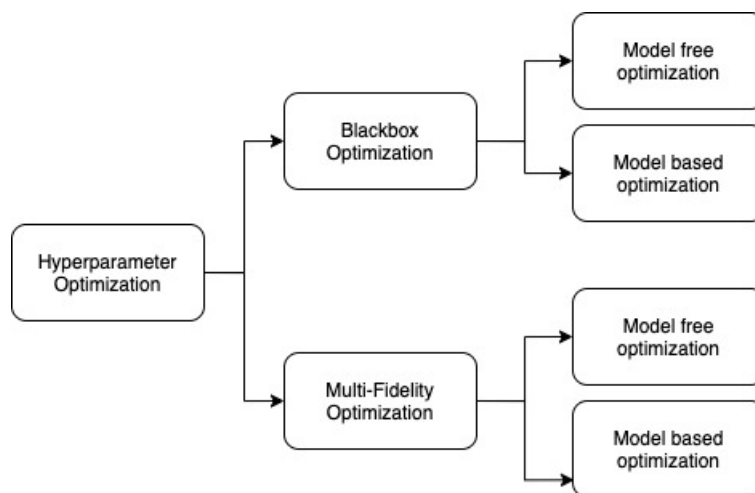 Model free
optimization
Blackbox
Optimization
Model based
optimization
Hyperparameter
Optimization
Model free
optimization
Multi-Fidelity
Optimization
Model based
optimization